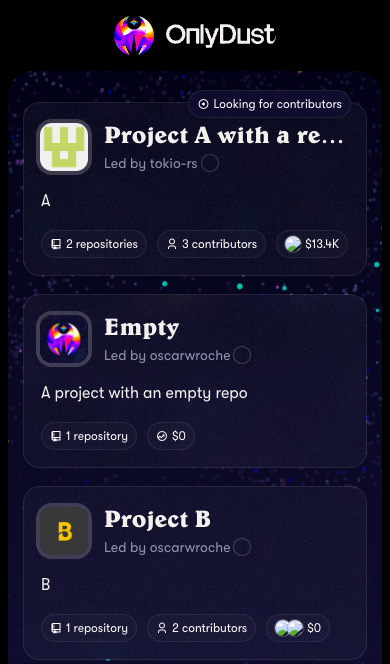 OnlyDust
Looking for contributors
Project A with a re...
Led by tokio-rs
A
2 repositories
3 contributors
$13.4K
Empty
Led by oscarwroche
A project with an empty repo
1 repository
$0
B
Project B
Led by oscarwroche
B
1 repository
2 contributors
$0